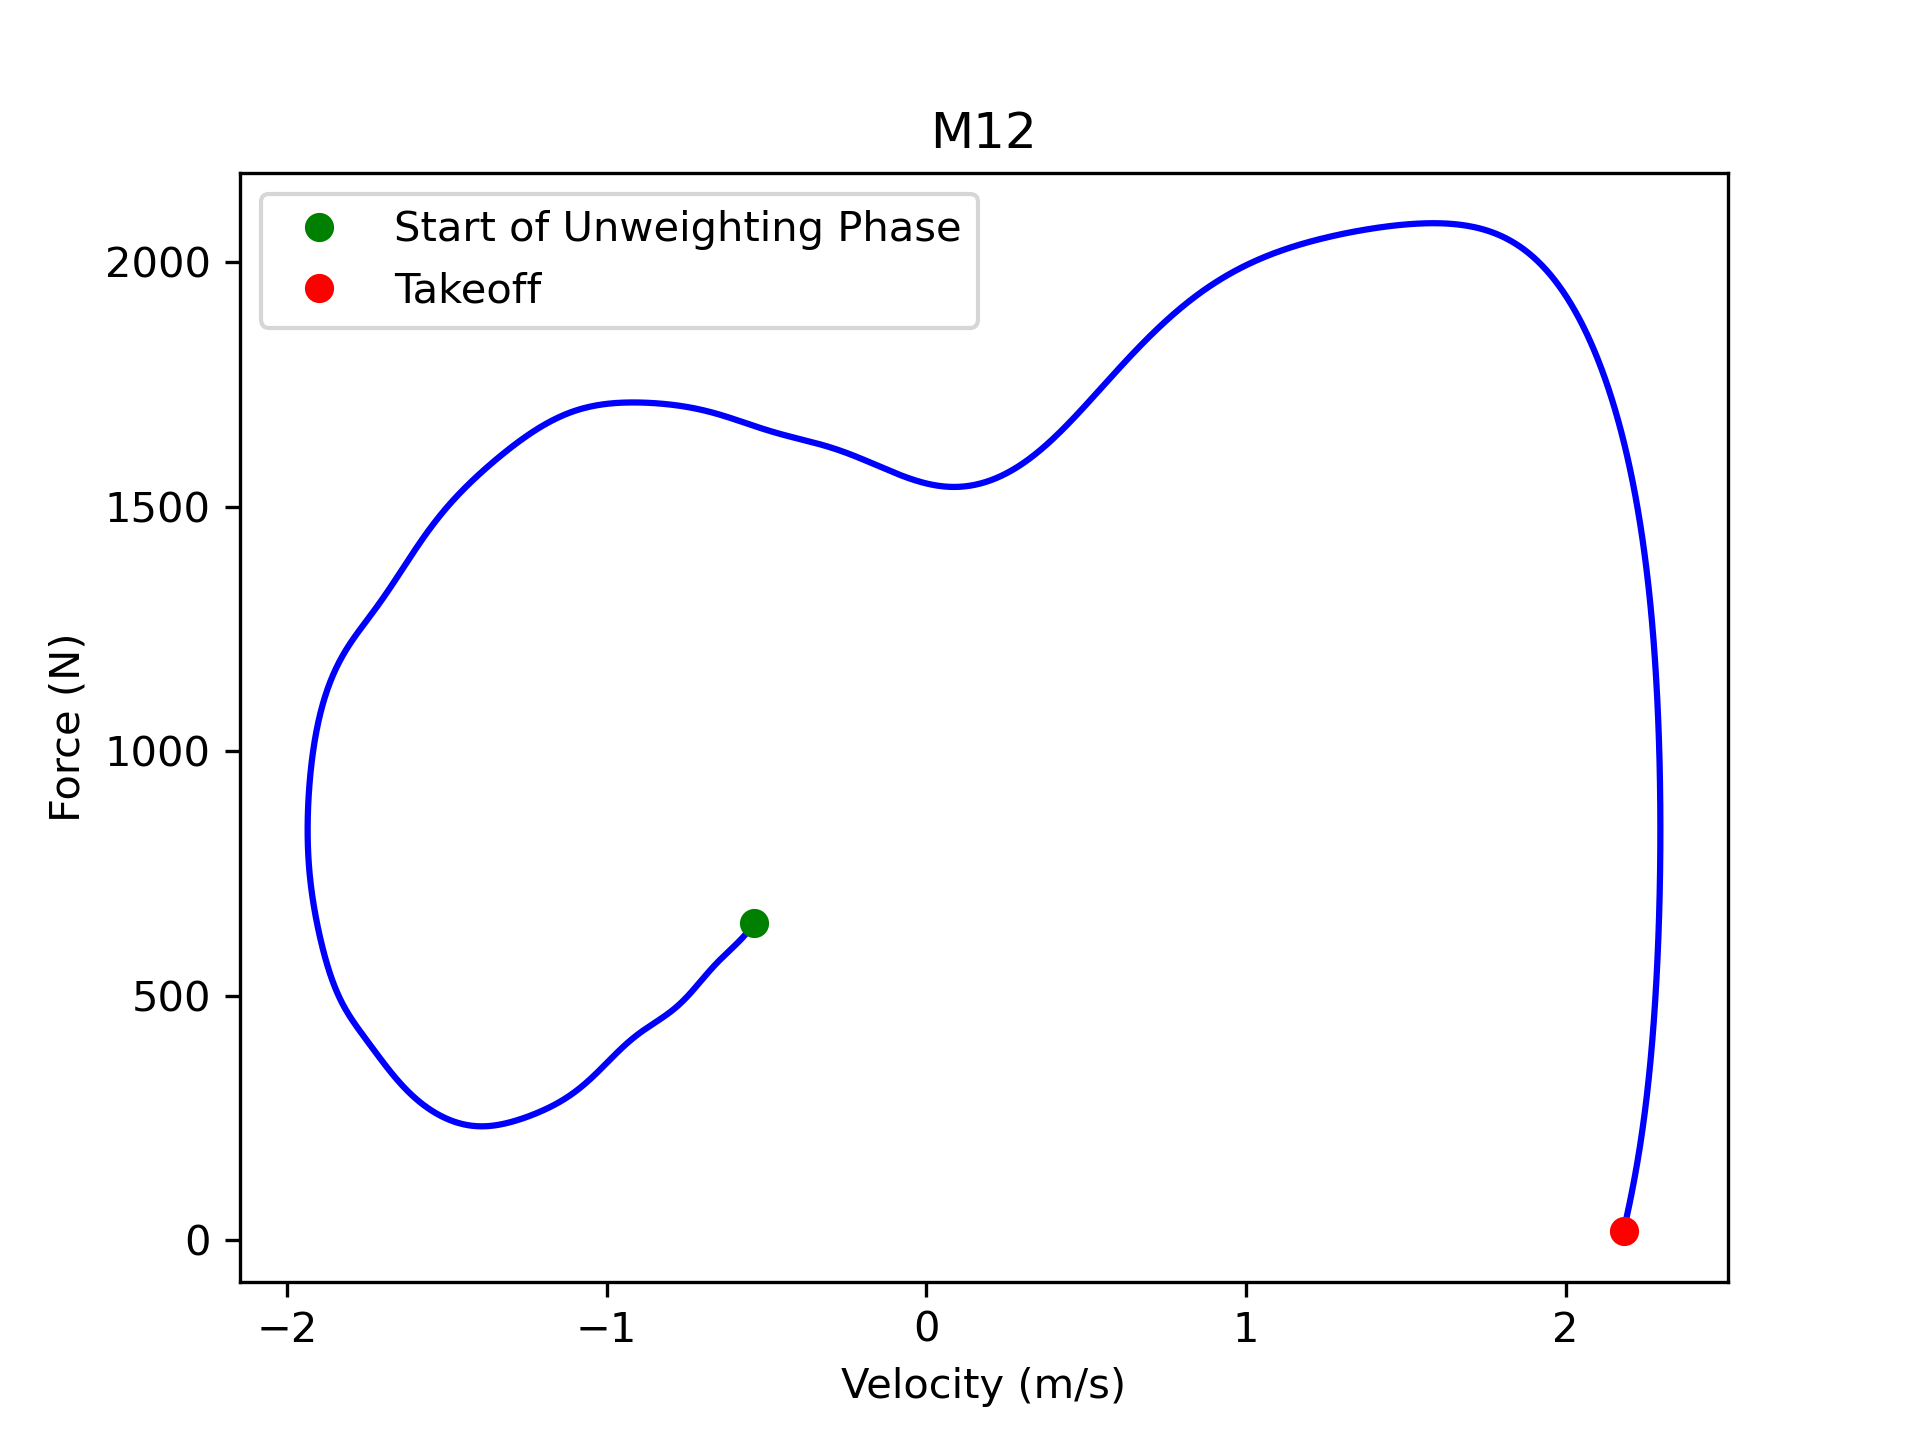 M12
Start of Unweighting Phase
Takeoff
2000
1500
1000
500
0
Force (N)
−2 −1 0 1 2
Velocity (m/s)